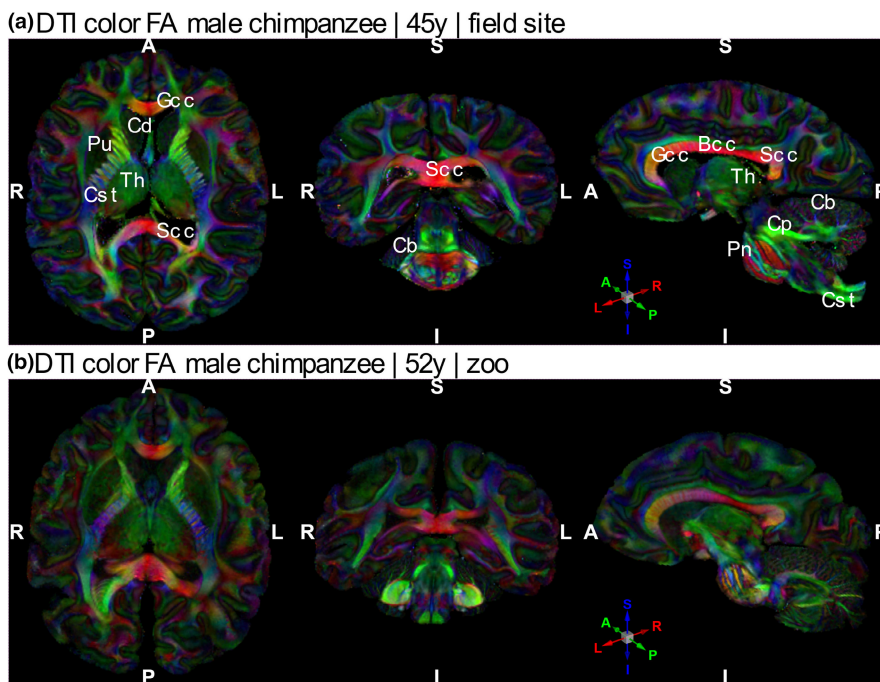 (a) DTI color FA male chimpanzee | 45y | field site
A S S
Gcc
Cd
Pu Bcc
Scc Gcc Scc
Th Th
R L R L A
Cst Cb
Scc Cb Cp
Pn
S
A R
L P Cst
I
P I I
(b) DTI color FA male chimpanzee | 52y | zoo
A S S
R L R L A P
S
A R
L P
I
P I I